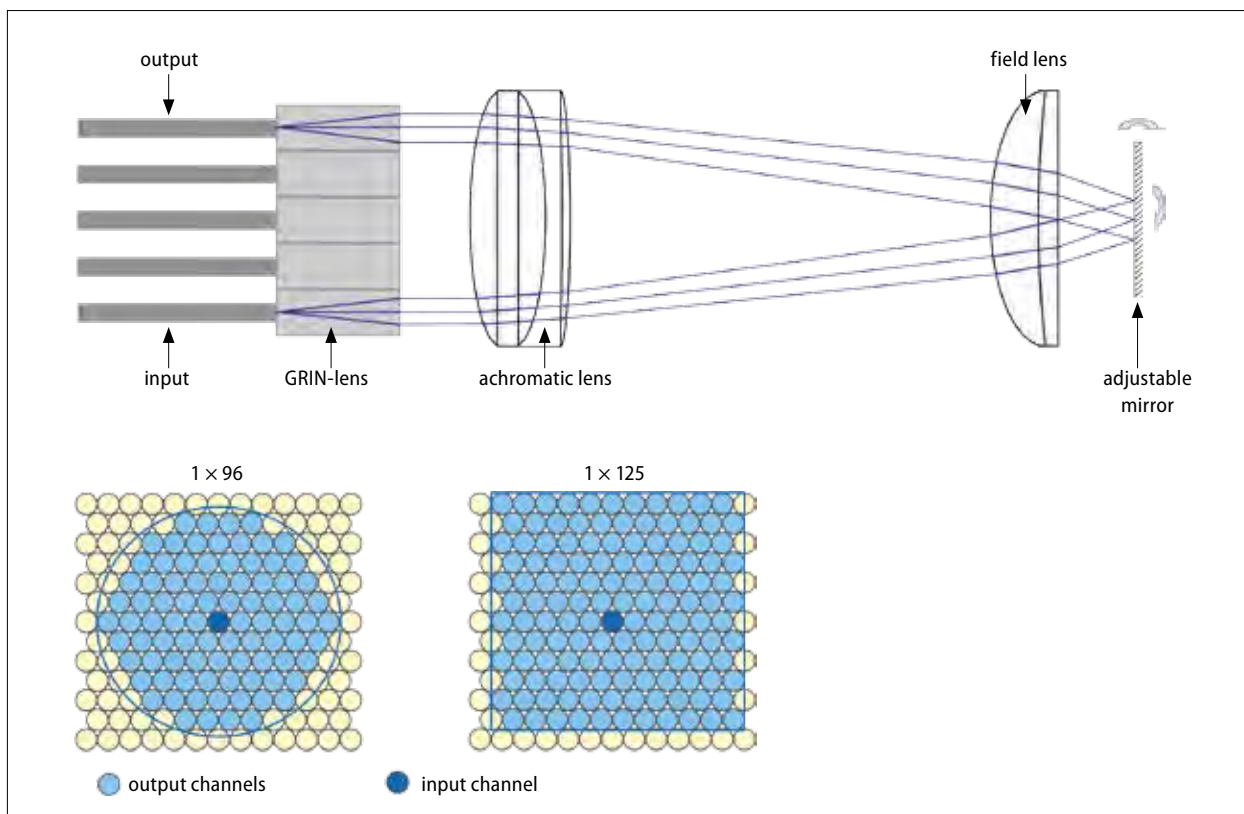 output
field lens
input
GRIN-lens
achromatic lens
adjustable
mirror
1 × 96
1 × 125
output channels
input channel